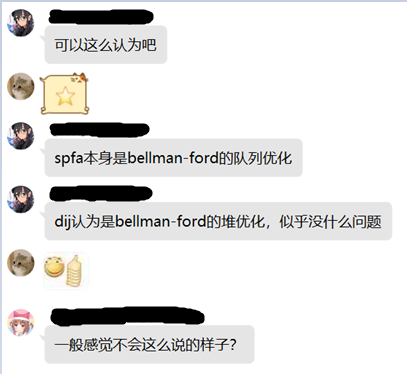 可以这么认为吧
spfa本身是bellman-ford的队列优化
dij认为是bellman-ford的堆优化，似乎没什么问题
一般感觉不会这么说的样子？